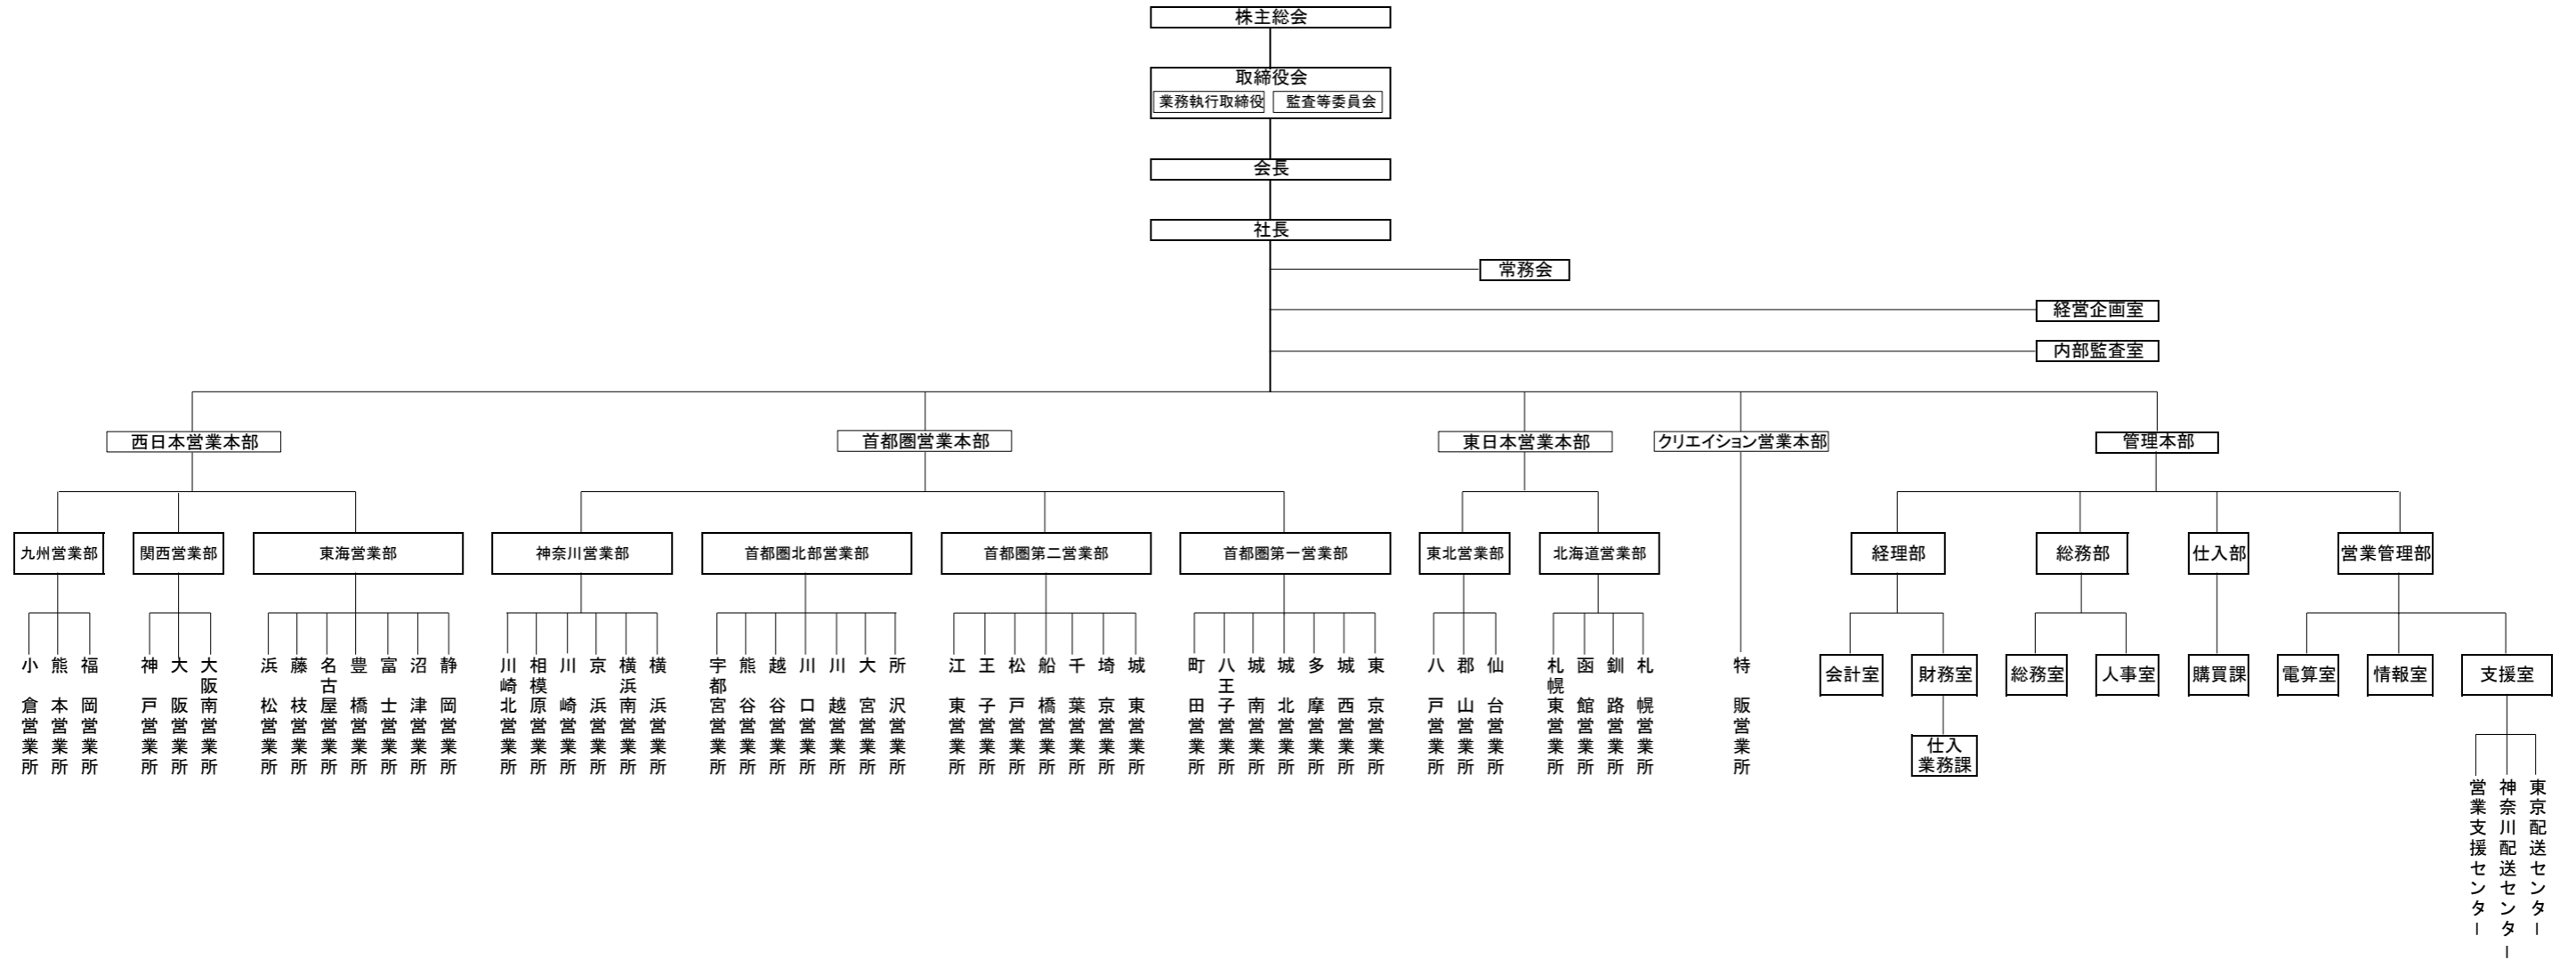 株主総会
取締役会
業務執行取締役
監査等委員会
会長
社長
常務会
経営企画室
内部監査室
西日本営業本部
首都圏営業本部
東日本営業本部
クリエイション営業本部
管理本部
九州営業部
関西営業部
東海営業部
神奈川営業部
首都圏北部営業部
首都圏第二営業部
首都圏第一営業部
東北営業部
北海道営業部
経理部
総務部
仕入部
営業管理部
小倉営業所
熊本営業所
福岡営業所
神戸営業所
大阪営業所
大阪南営業所
浜松営業所
藤枝営業所
名古屋営業所
豊橋営業所
富士営業所
沼津営業所
静岡営業所
川崎北営業所
相模原営業所
川崎営業所
京浜営業所
横浜南営業所
横浜営業所
宇都宮営業所
熊谷営業所
越谷営業所
川口営業所
川越営業所
大宮営業所
所沢営業所
江東営業所
王子営業所
松戸営業所
船橋営業所
千葉営業所
埼京営業所
城東営業所
町田営業所
八王子営業所
城南営業所
城北営業所
多摩営業所
城西営業所
東京営業所
八戸営業所
郡山営業所
仙台営業所
札幌東営業所
函館営業所
釧路営業所
札幌営業所
特販営業所
会計室
財務室
総務室
人事室
購買課
電算室
情報室
支援室
仕入
業務課
営業支援センター
神奈川配送センター
東京配送センター